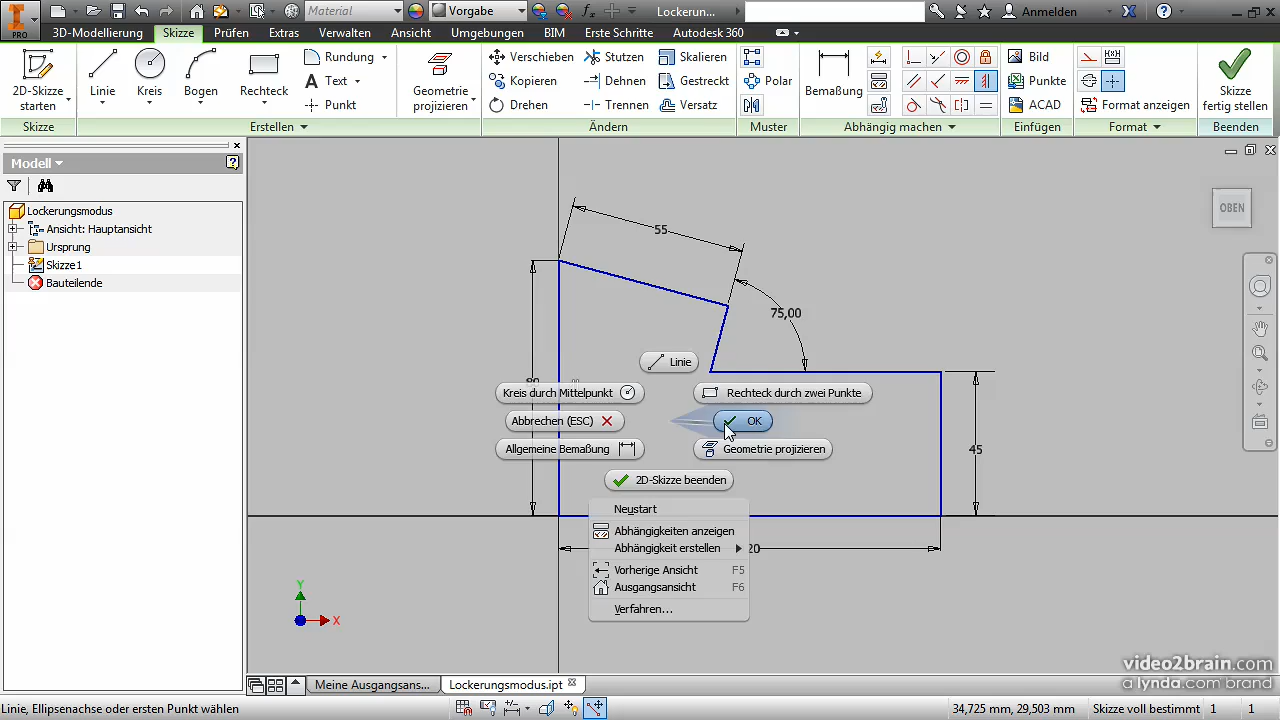 PRO
Material
Vorgabe
Lockerun...
Anmelden
3D-Modellierung
Skizze
Prüfen
Extras
Verwalten
Ansicht
Umgebungen
BIM
Erste Schritte
Autodesk 360
2D-Skizze
starten
Linie
Kreis
Bogen
Rechteck
Rundung
Text
Punkt
Geometrie
projizieren
Verschieben
Kopieren
Drehen
Stutzen
Dehnen
Trennen
Skalieren
Gestreckt
Versatz
Polar
Bemaßung
Bild
Punkte
ACAD
Format anzeigen
Skizze
fertig stellen
Skizze
Erstellen
Ändern
Muster
Abhängig machen
Einfügen
Format
Beenden
Modell
Lockerungsmodus
Ansicht: Hauptansicht
Ursprung
Skizze1
Bauteilende
OBEN
55
75,00
80
45
20
Linie
Kreis durch Mittelpunkt
Rechteck durch zwei Punkte
Abbrechen (ESC)
OK
Allgemeine Bemaßung
Geometrie projizieren
2D-Skizze beenden
Neustart
Abhängigkeiten anzeigen
Abhängigkeit erstellen
Vorherige Ansicht F5
Ausgangsansicht F6
Verfahren...
Y
X
video2brain.com
a lynda.com brand
Meine Ausgangsans...
Lockerungsmodus.ipt
Linie, Ellipsenachse oder ersten Punkt wählen
34,725 mm, 29,503 mm
Skizze voll bestimmt
1
1